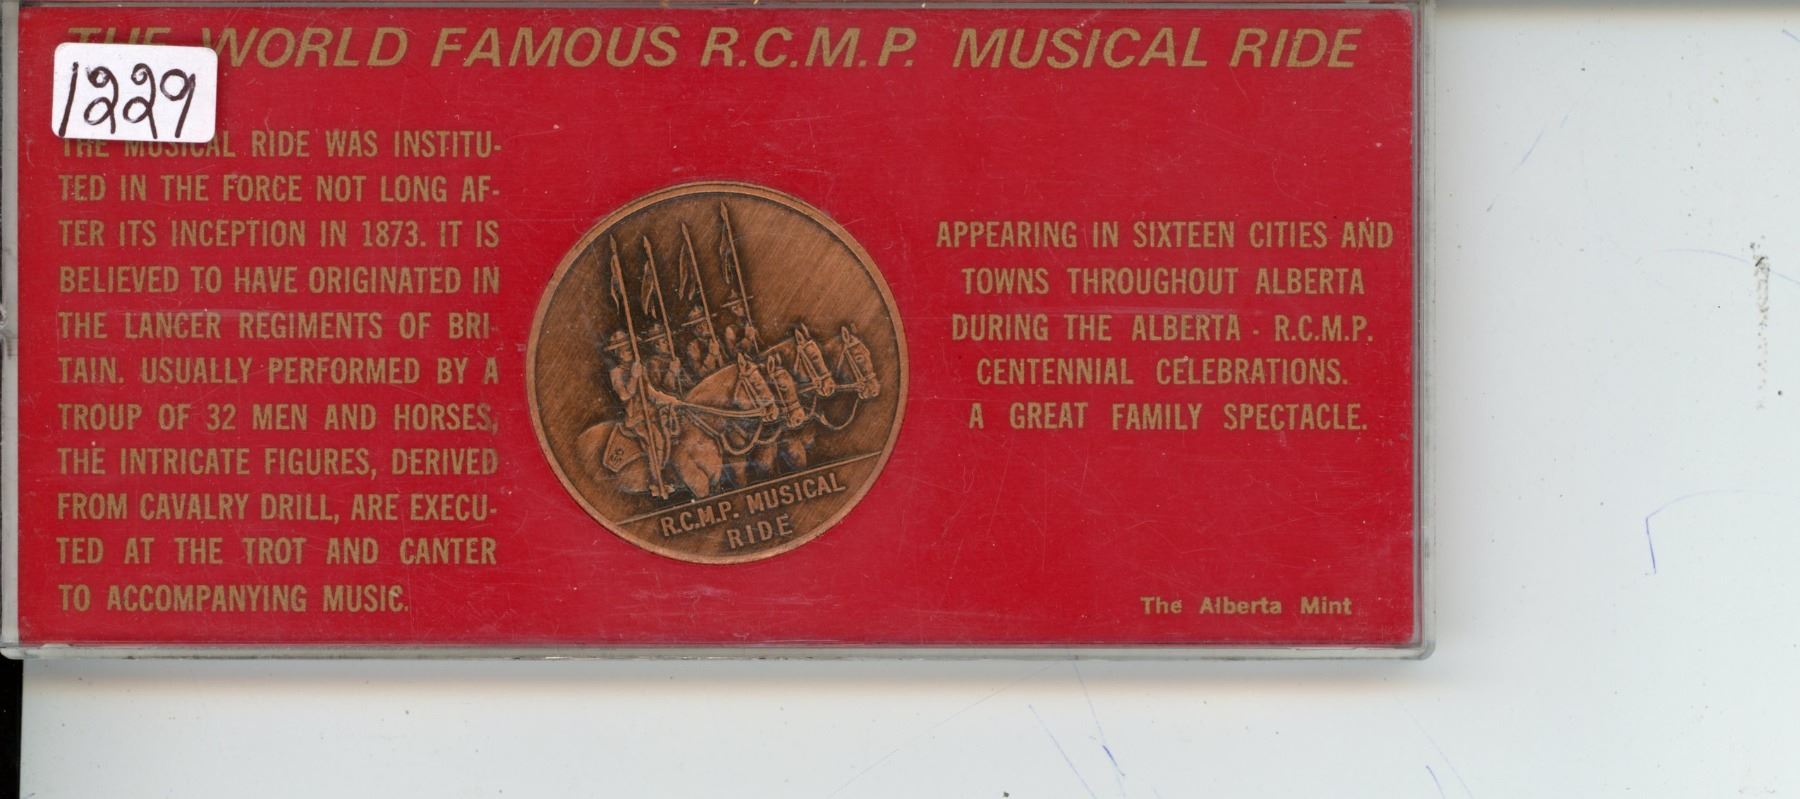 THE WORLD FAMOUS R.C.M.P. MUSICAL RIDE
1229
THE MUSICAL RIDE WAS INSTITU-
TED IN THE FORCE NOT LONG AF-
TER ITS INCEPTION IN 1873. IT IS
BELIEVED TO HAVE ORIGINATED IN
THE LANCER REGIMENTS OF BRI-
TAIN. USUALLY PERFORMED BY A
TROUP OF 32 MEN AND HORSES,
THE INTRICATE FIGURES, DERIVED
FROM CAVALRY DRILL, ARE EXECU-
TED AT THE TROT AND CANTER
TO ACCOMPANYING MUSIC.
R.C.M.P. MUSICAL
RIDE
APPEARING IN SIXTEEN CITIES AND
TOWNS THROUGHOUT ALBERTA
DURING THE ALBERTA - R.C.M.P.
CENTENNIAL CELEBRATIONS.
A GREAT FAMILY SPECTACLE.
The Alberta Mint